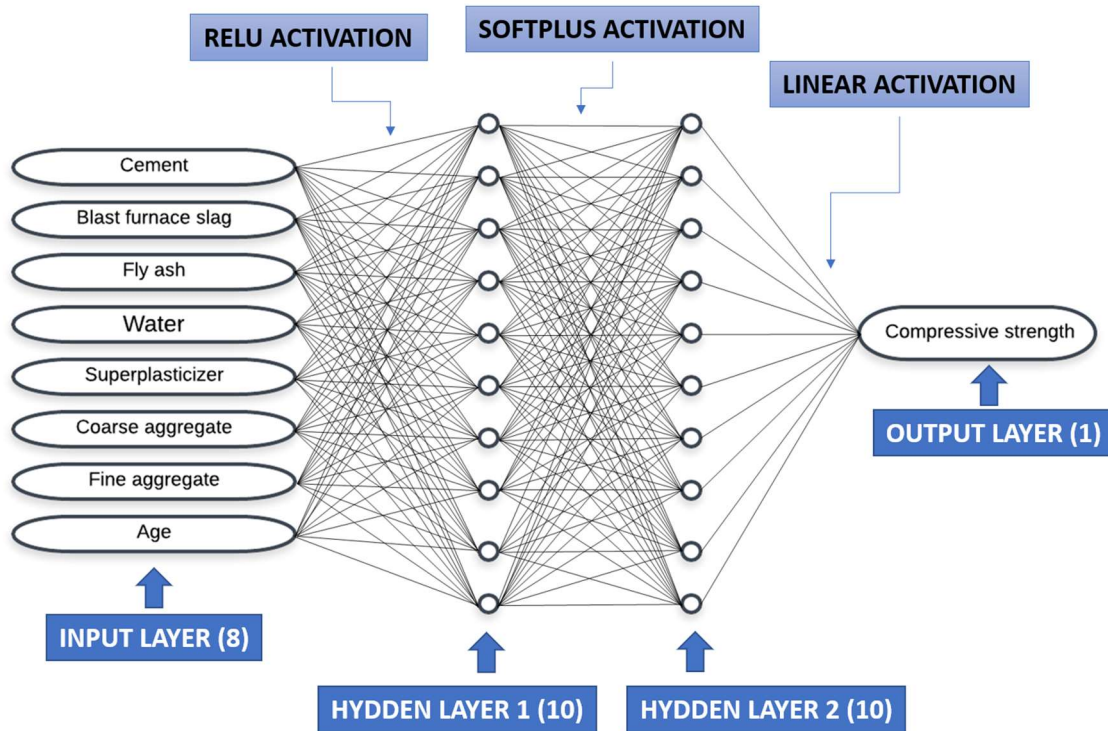 RELU ACTIVATION
SOFTPLUS ACTIVATION
LINEAR ACTIVATION
Cement
Blast furnace slag
Fly ash
Water
Superplasticizer
Coarse aggregate
Fine aggregate
Age
Compressive strength
INPUT LAYER (8)
HYDDEN LAYER 1 (10)
HYDDEN LAYER 2 (10)
OUTPUT LAYER (1)